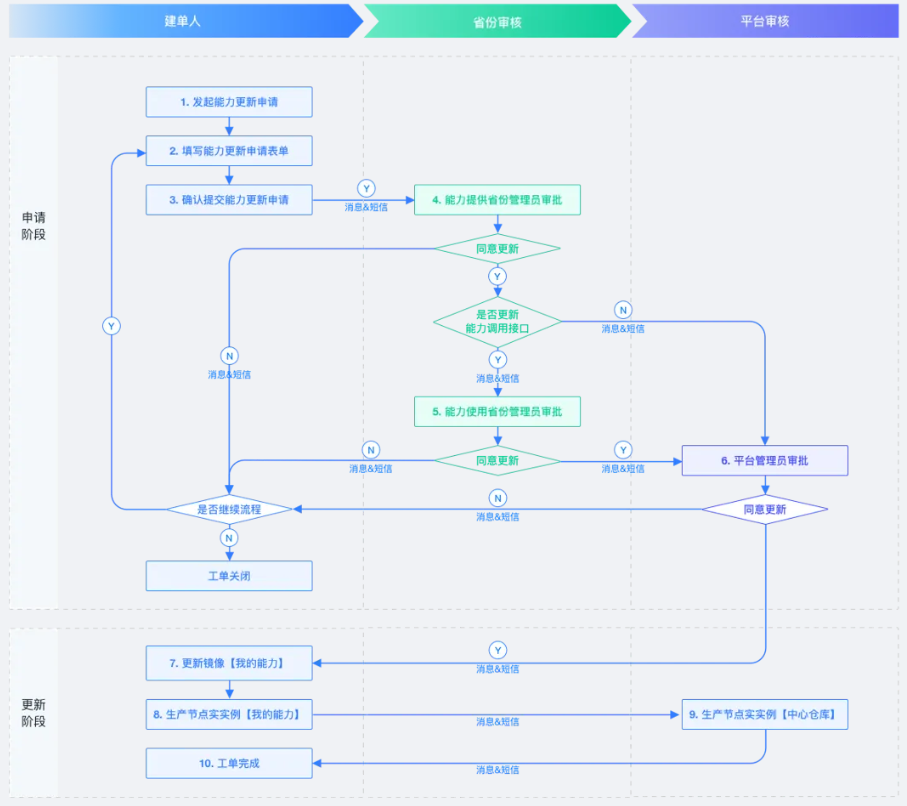 建单人
省份审核
平台审核
申请
阶段
1. 发起能力更新申请
2. 填写能力更新申请表单
3. 确认提交能力更新申请
Y
消息&短信
4. 能力提供省份管理员审批
同意更新
Y
是否更新
能力调用接口
N
消息&短信
Y
N
消息&短信
Y
消息&短信
5. 能力使用省份管理员审批
N
消息&短信
同意更新
Y
消息&短信
6. 平台管理员审批
是否继续流程
N
消息&短信
同意更新
N
工单关闭
更新
阶段
7. 更新镜像【我的能力】
Y
消息&短信
8. 生产节点实实例【我的能力】
消息&短信
9. 生产节点实实例【中心仓库】
10. 工单完成
消息&短信